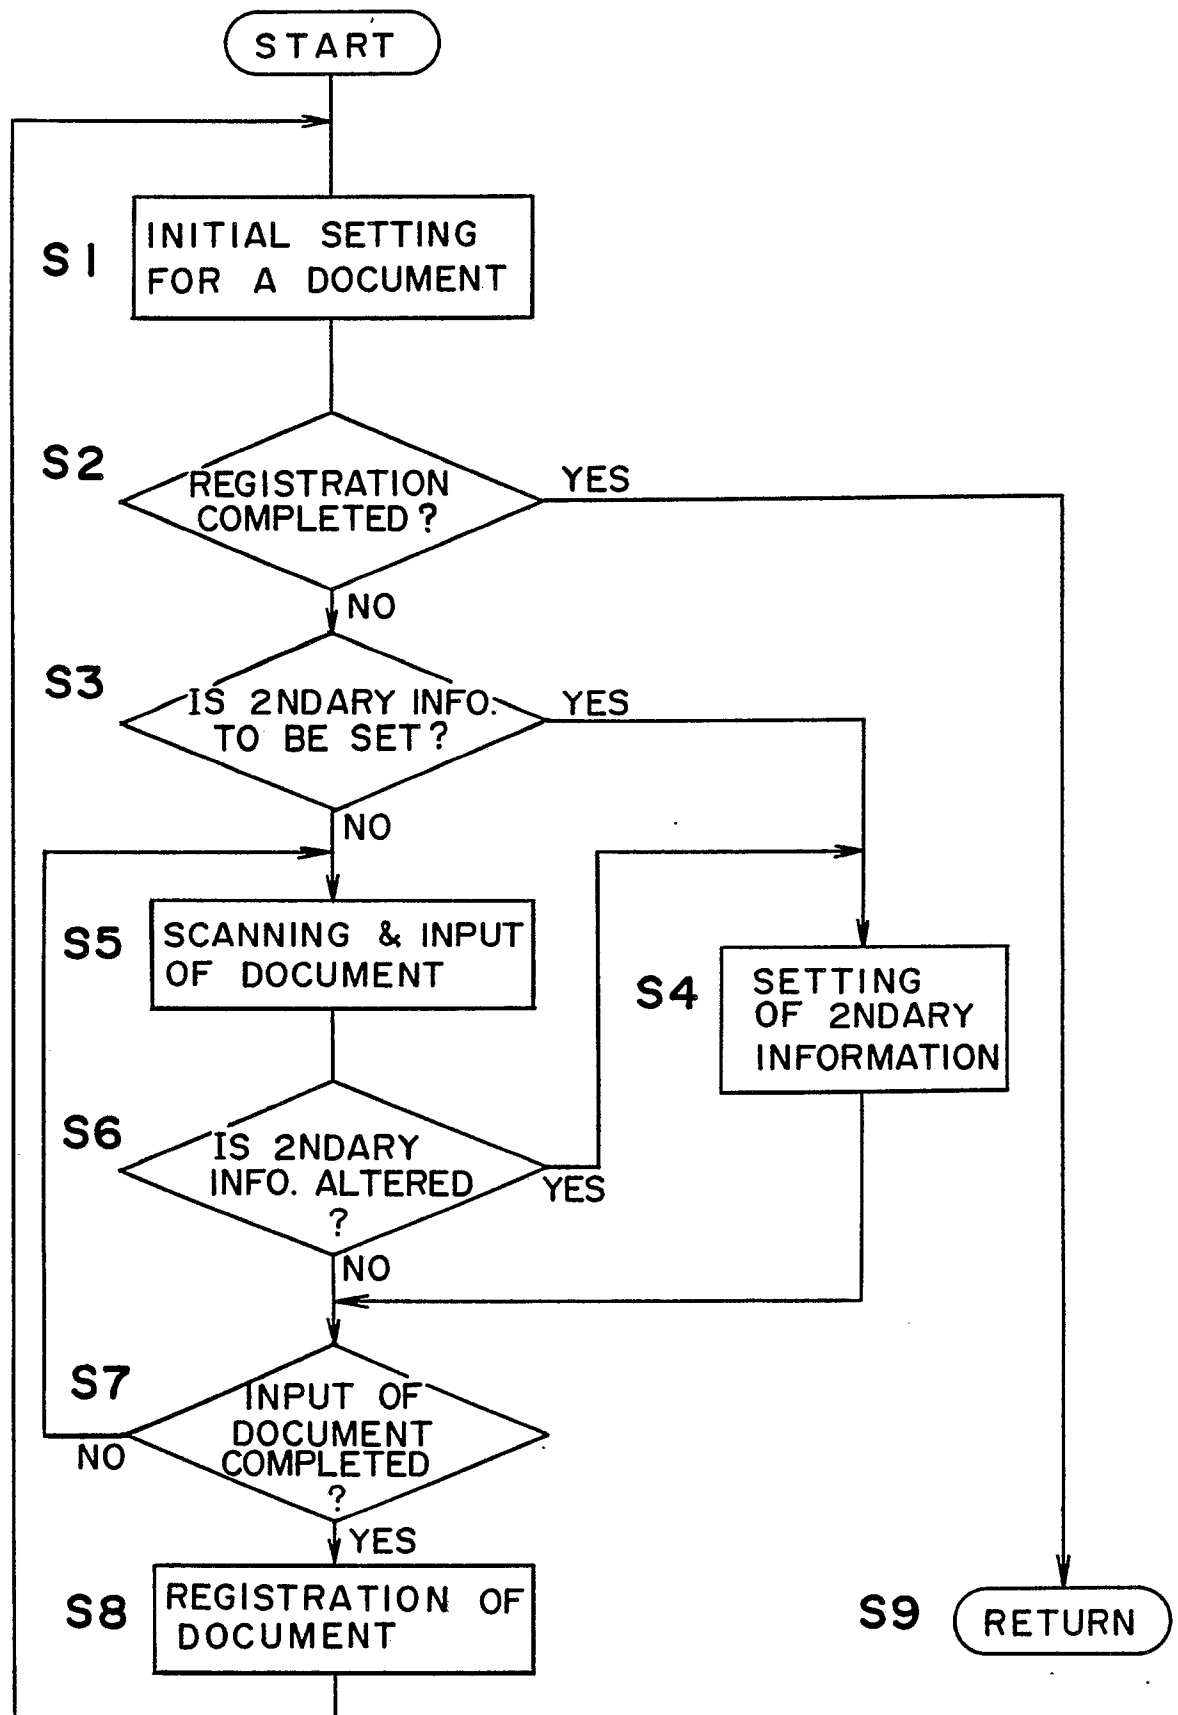 START
S1
INITIAL SETTING
FOR A DOCUMENT
S2
REGISTRATION
COMPLETED?
YES
NO
S3
IS 2NDARY INFO.
TO BE SET?
YES
NO
S5
SCANNING & INPUT
OF DOCUMENT
S4
SETTING
OF 2NDARY
INFORMATION
S6
IS 2NDARY
INFO. ALTERED
?
YES
NO
S7
INPUT OF
DOCUMENT
COMPLETED
?
NO
YES
S8
REGISTRATION OF
DOCUMENT
S9
RETURN